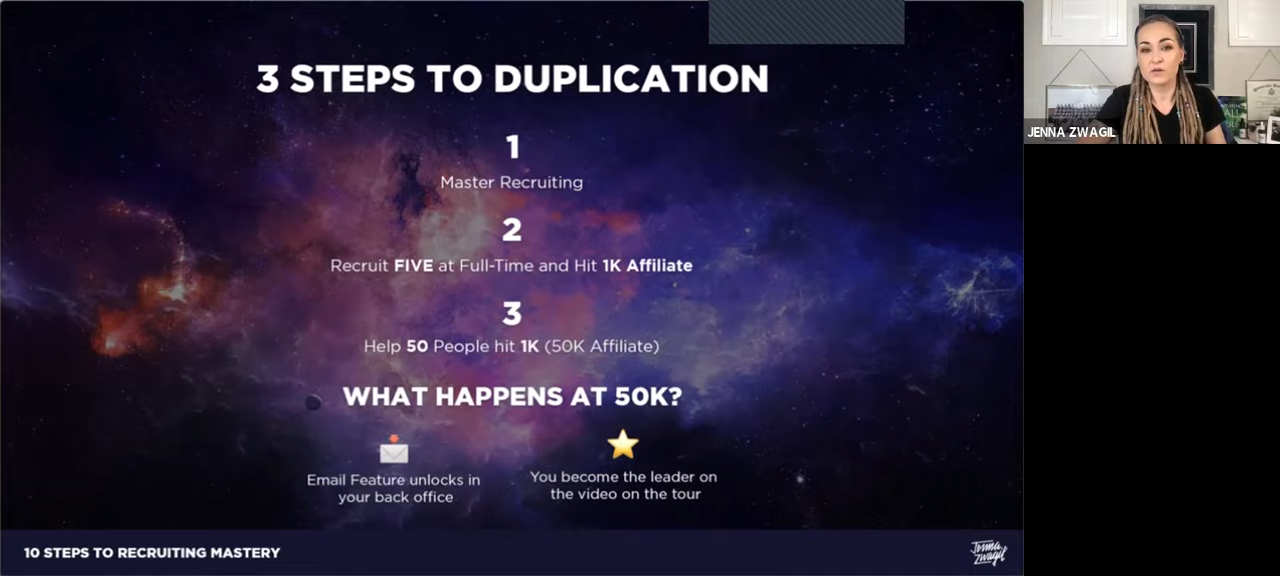 3 STEPS TO DUPLICATION
1
Master Recruiting
2
Recruit FIVE at Full-Time and Hit 1K Affiliate
3
Help 50 People hit 1K (50K Affiliate)
WHAT HAPPENS AT 50K?
Email Feature unlocks in
your back office
You become the leader on
the video on the tour
10 STEPS TO RECRUITING MASTERY
Jenna
Zwagil
JENNA ZWAGIL